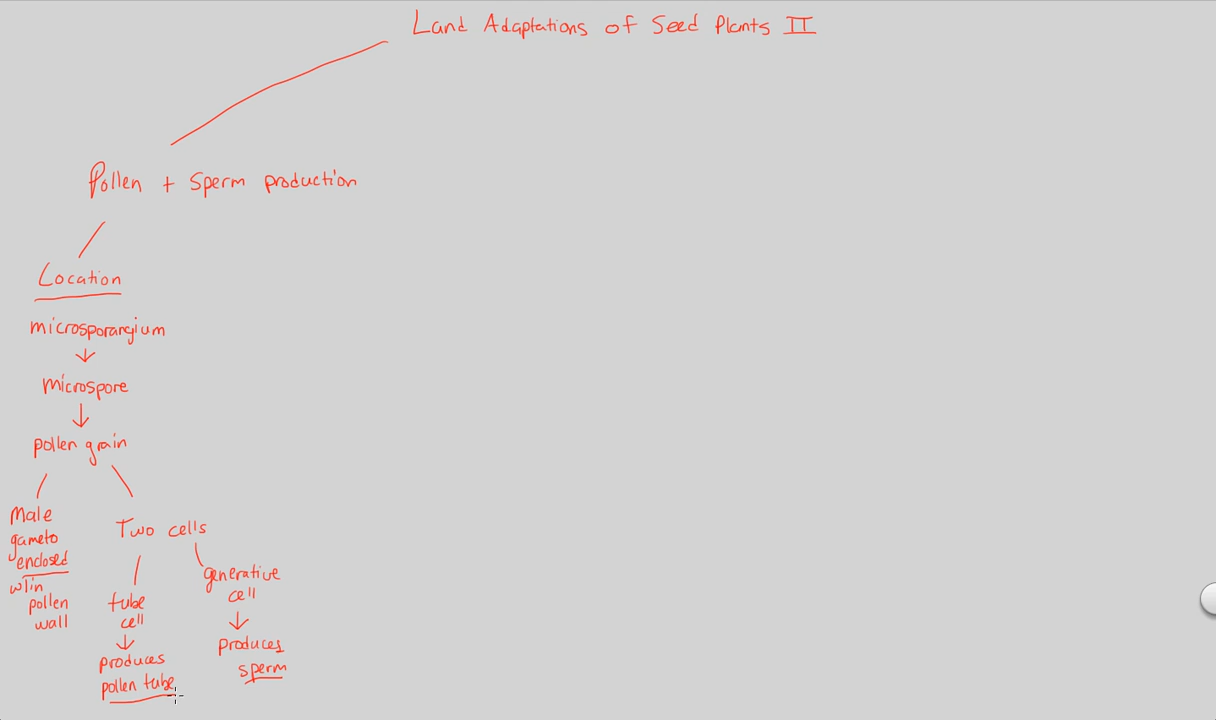 Land Adaptations of Seed Plants II
Pollen + Sperm production
Location
microsporangium
microspore
pollen grain
Male
gameto
enclosed
w/in
pollen
wall
Two cells
tube
cell
produces
pollen tube
generative
cell
produces
sperm